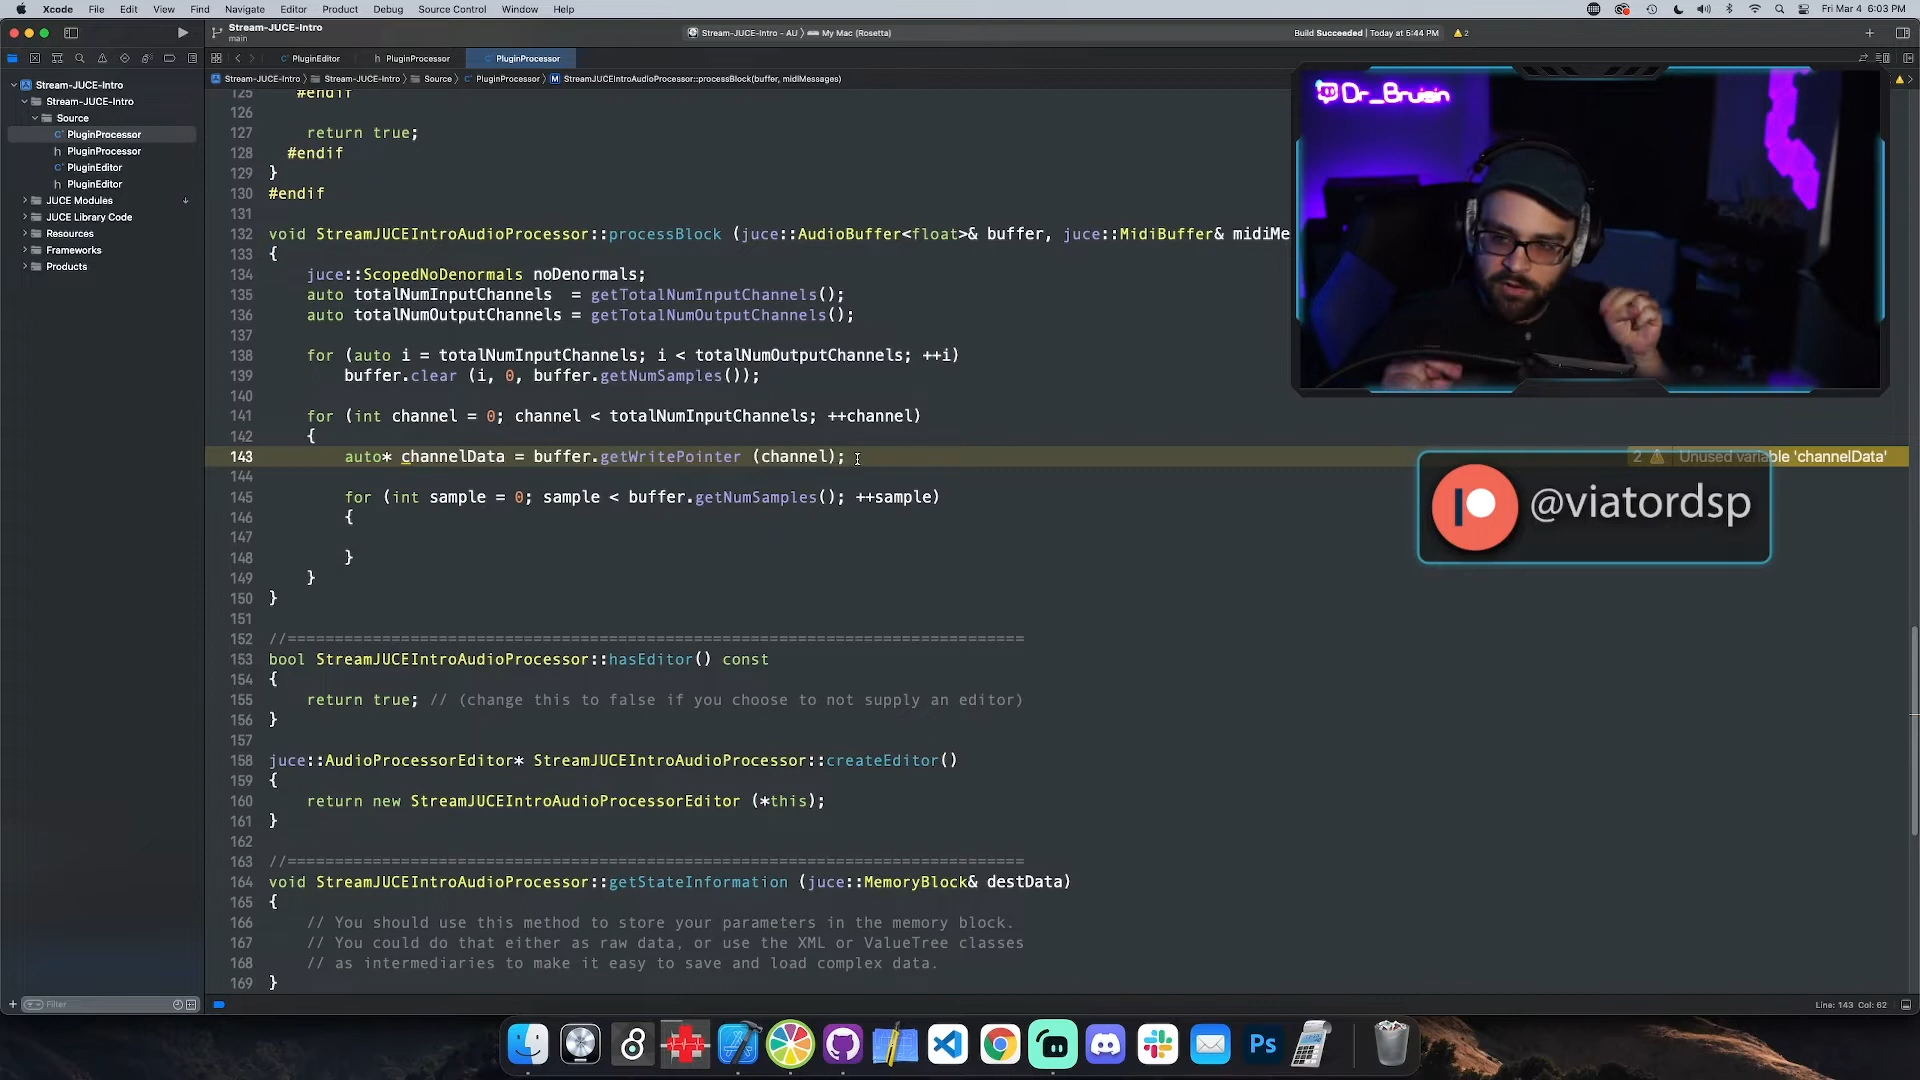 Xcode File Edit View Find Navigate Editor Product Debug Source Control Window Help
Fri Mar 4 6:03 PM
Stream-JUCE-Intro
main
Stream-JUCE-Intro - AU 〉 My Mac (Rosetta)
Build Succeeded | Today at 5:44 PM
2
PluginEditor
PluginProcessor
PluginProcessor
Stream-JUCE-Intro 〉 Stream-JUCE-Intro 〉 Source 〉 PluginProcessor 〉 M StreamJUCEIntroAudioProcessor::processBlock(buffer, midiMessages)
Stream-JUCE-Intro
Stream-JUCE-Intro
Source
PluginProcessor
PluginProcessor
PluginEditor
PluginEditor
JUCE Modules
JUCE Library Code
Resources
Frameworks
Products
Filter
125 #endif
126
127 return true;
128 #endif
129 }
130 #endif
131
132 void StreamJUCEIntroAudioProcessor::processBlock (juce::AudioBuffer<float>& buffer, juce::MidiBuffer& midiMe
133 {
134 juce::ScopedNoDenormals noDenormals;
135 auto totalNumInputChannels = getTotalNumInputChannels();
136 auto totalNumOutputChannels = getTotalNumOutputChannels();
137
138 for (auto i = totalNumInputChannels; i < totalNumOutputChannels; ++i)
139 buffer.clear (i, 0, buffer.getNumSamples());
140
141 for (int channel = 0; channel < totalNumInputChannels; ++channel)
142 {
143 auto* channelData = buffer.getWritePointer (channel);
2 Unused variable 'channelData'
144
145 for (int sample = 0; sample < buffer.getNumSamples(); ++sample)
146 {
147
148 }
149 }
150 }
151
152 //==============================================================================
153 bool StreamJUCEIntroAudioProcessor::hasEditor() const
154 {
155 return true; // (change this to false if you choose to not supply an editor)
156 }
157
158 juce::AudioProcessorEditor* StreamJUCEIntroAudioProcessor::createEditor()
159 {
160 return new StreamJUCEIntroAudioProcessorEditor (*this);
161 }
162
163 //==============================================================================
164 void StreamJUCEIntroAudioProcessor::getStateInformation (juce::MemoryBlock& destData)
165 {
166 // You should use this method to store your parameters in the memory block.
167 // You could do that either as raw data, or use the XML or ValueTree classes
168 // as intermediaries to make it easy to save and load complex data.
169 }
Line: 143 Col: 62
Dr_Bruisin
@viatordsp
Ps